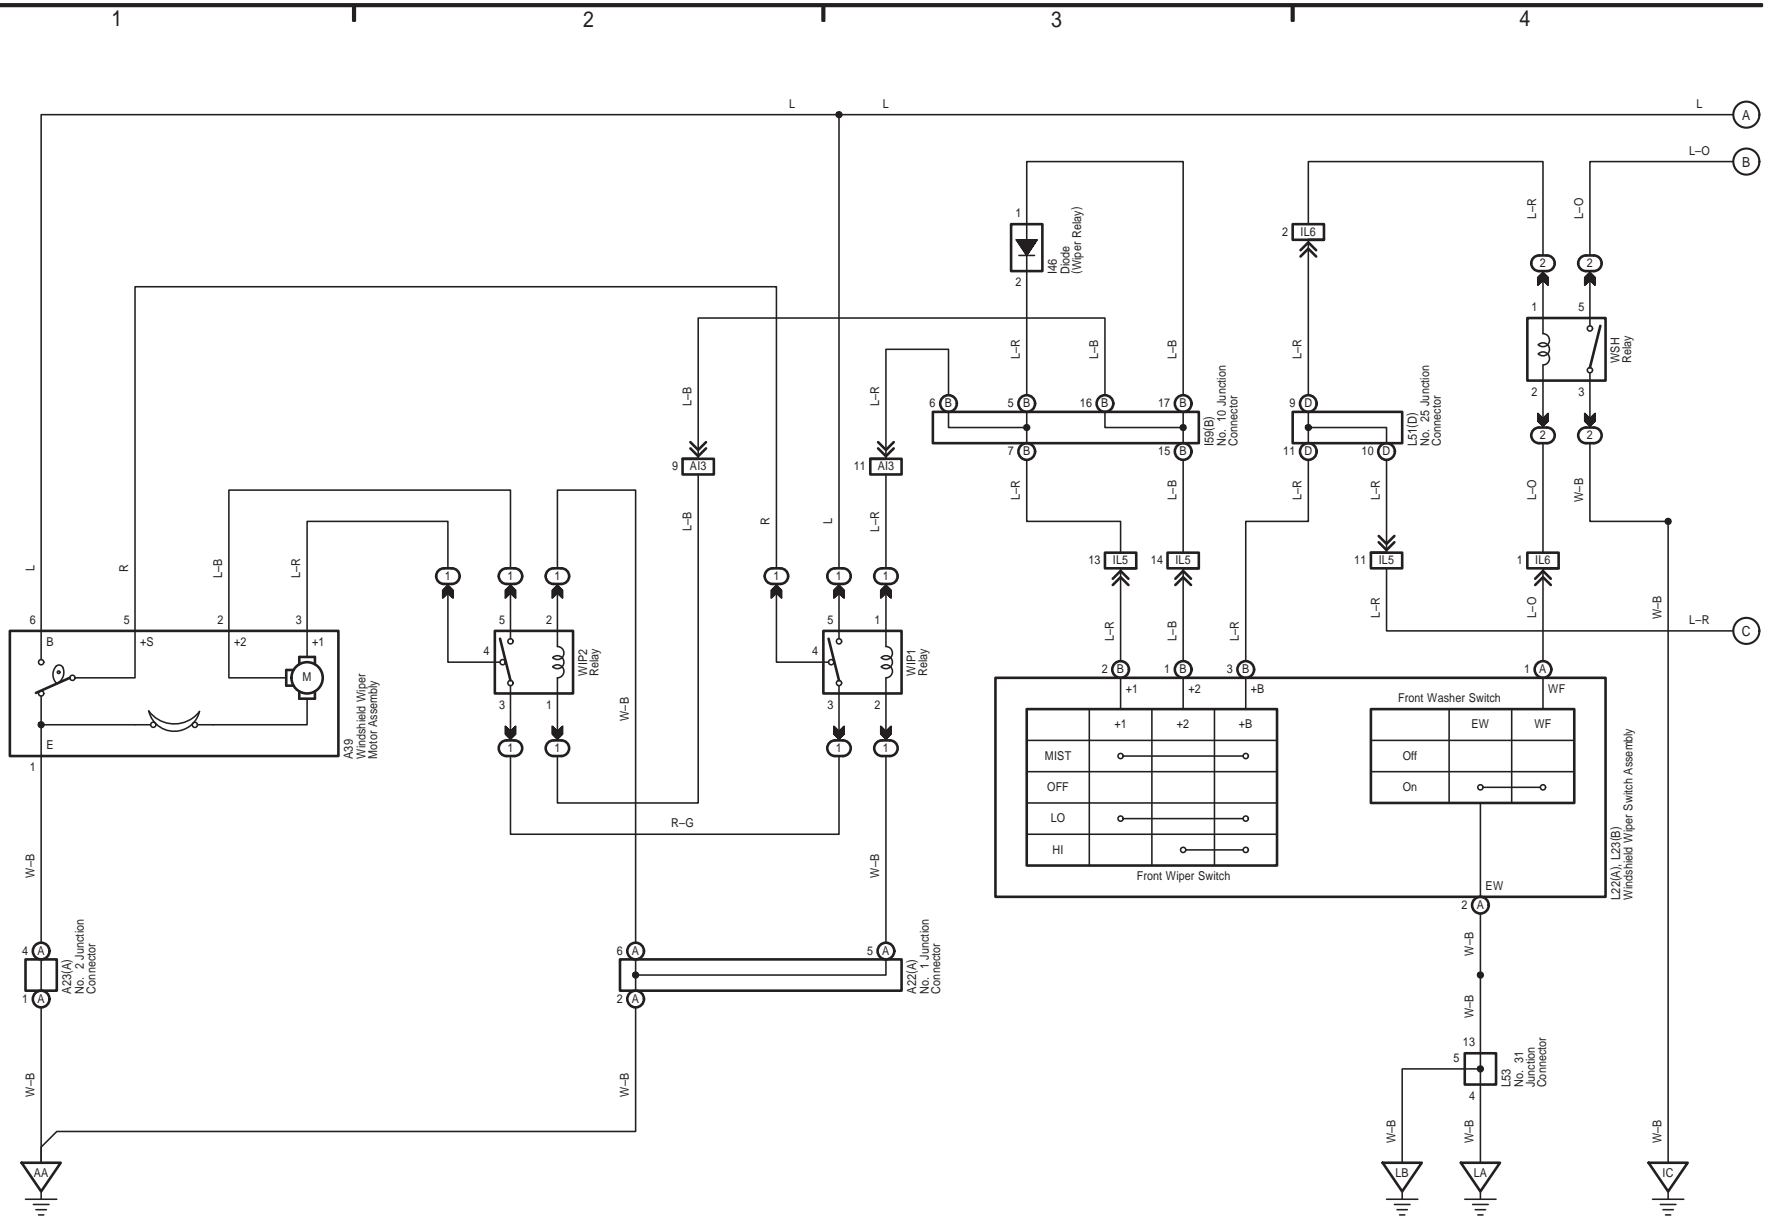 1 2 3 4
L L L A
L–O B
1
L–R L–O
2 IL6
I46
Diode
(Wiper Relay)
2
2 2
1 5
WSH
Relay
L–R L–B L–B L–R
L–B L–R
2 3
6 B 5 B 16 B 17 B 9 D
2 2
I59(B)
No. 10 Junction
Connector
L51(D)
No. 25 Junction
Connector
7 B 15 B 11 D 10 D
9 AI3 11 AI3
L–R L–B L–R L–R L–O W–B
L–B R L L–R
13 IL5 14 IL5 11 IL5 1 IL6
L R L–B L–R
1 1 1 1 1 1
L–R L–B L–R L–R L–O W–B
L–R C
6 5 2 3
5 2 5 1
B +S +2 +1
4 4
WIP2
Relay
WIP1
Relay
M
2 B 1 B 3 B 1 A
+1 +2 +B WF
3 1 3 2
Front Washer Switch
W–B
+1 +2 +B
EW WF
E
A39
Windshield Wiper
Motor Assembly
1 1 1 1
MIST
Off
1
OFF
On
R–G
LO
HI
Front Wiper Switch
W–B W–B
L22(A), L23(B)
Windshield Wiper Switch Assembly
EW
2 A
4 A 6 A 5 A
W–B
A23(A)
No. 2 Junction
Connector
A22(A)
No. 1 Junction
Connector
1 A 2 A
W–B
13
5
L53
No. 31
Junction
Connector
4
W–B W–B
W–B W–B W–B
AA LB LA IC